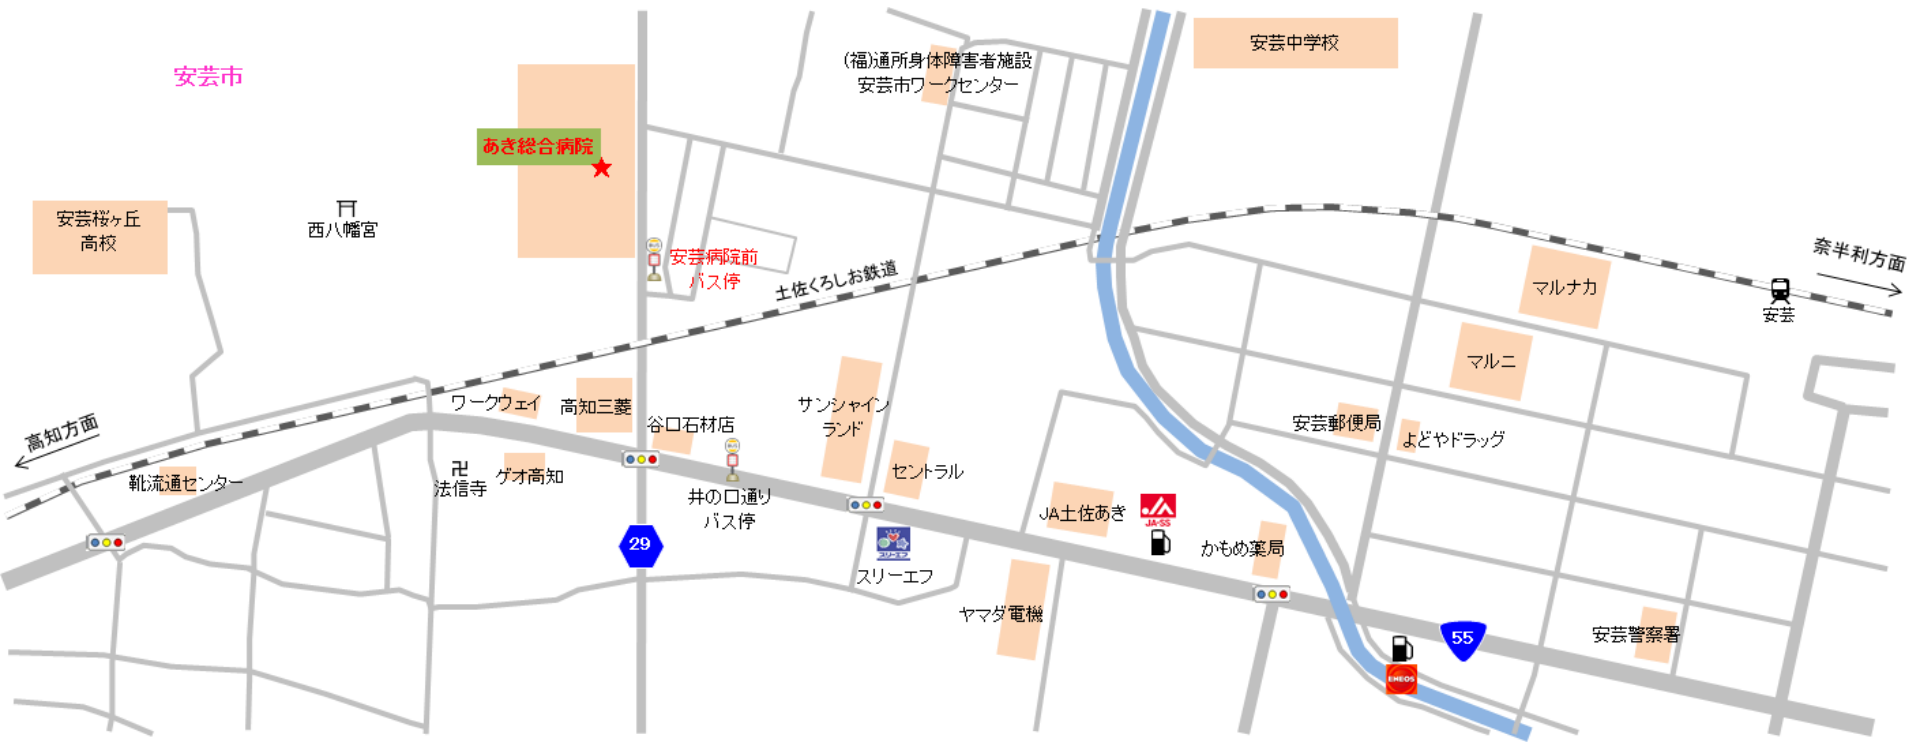 安芸市
(福)通所身体障害者施設
安芸市ワークセンター
安芸中学校
あき総合病院
安芸桜ヶ丘
高校
西八幡宮
安芸病院前
バス停
土佐くろしお鉄道
奈半利方面
マルナカ
安芸
マルニ
ワークウェイ
高知三菱
谷口石材店
サンシャイン
ランド
安芸郵便局
よどやドラッグ
高知方面
靴流通センター
法信寺
ゲオ高知
井の口通り
バス停
セントラル
JA土佐あき
JA-SS
かもめ薬局
29
スリーエフ
スリーエフ
ヤマダ電機
55
安芸警察署
ENEOS